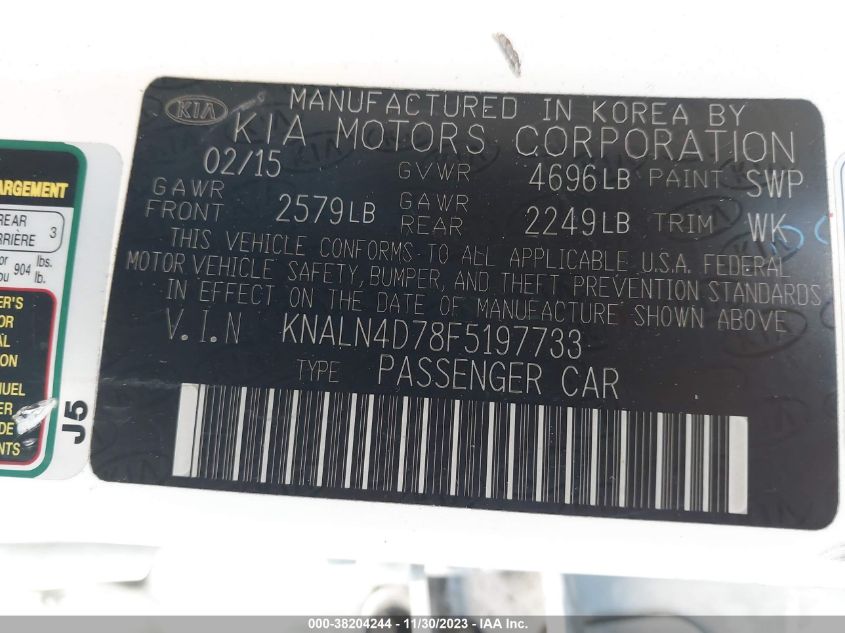 KIA
MANUFACTURED IN KOREA BY
KIA MOTORS CORPORATION
02/15 GVWR 4696LB PAINT SWP
GAWR FRONT 2579LB GAWR REAR 2249LB TRIM WK
THIS VEHICLE CONFORMS TO ALL APPLICABLE U.S.A. FEDERAL
MOTOR VEHICLE SAFETY, BUMPER, AND THEFT PREVENTION STANDARDS
IN EFFECT ON THE DATE OF MANUFACTURE SHOWN ABOVE
V.I.N KNALN4D78F5197733
TYPE PASSENGER CAR
ARGEMENT
REAR 3
lbs.
904 lb.
J5
000-38204244 - 11/30/2023 - IAA Inc.